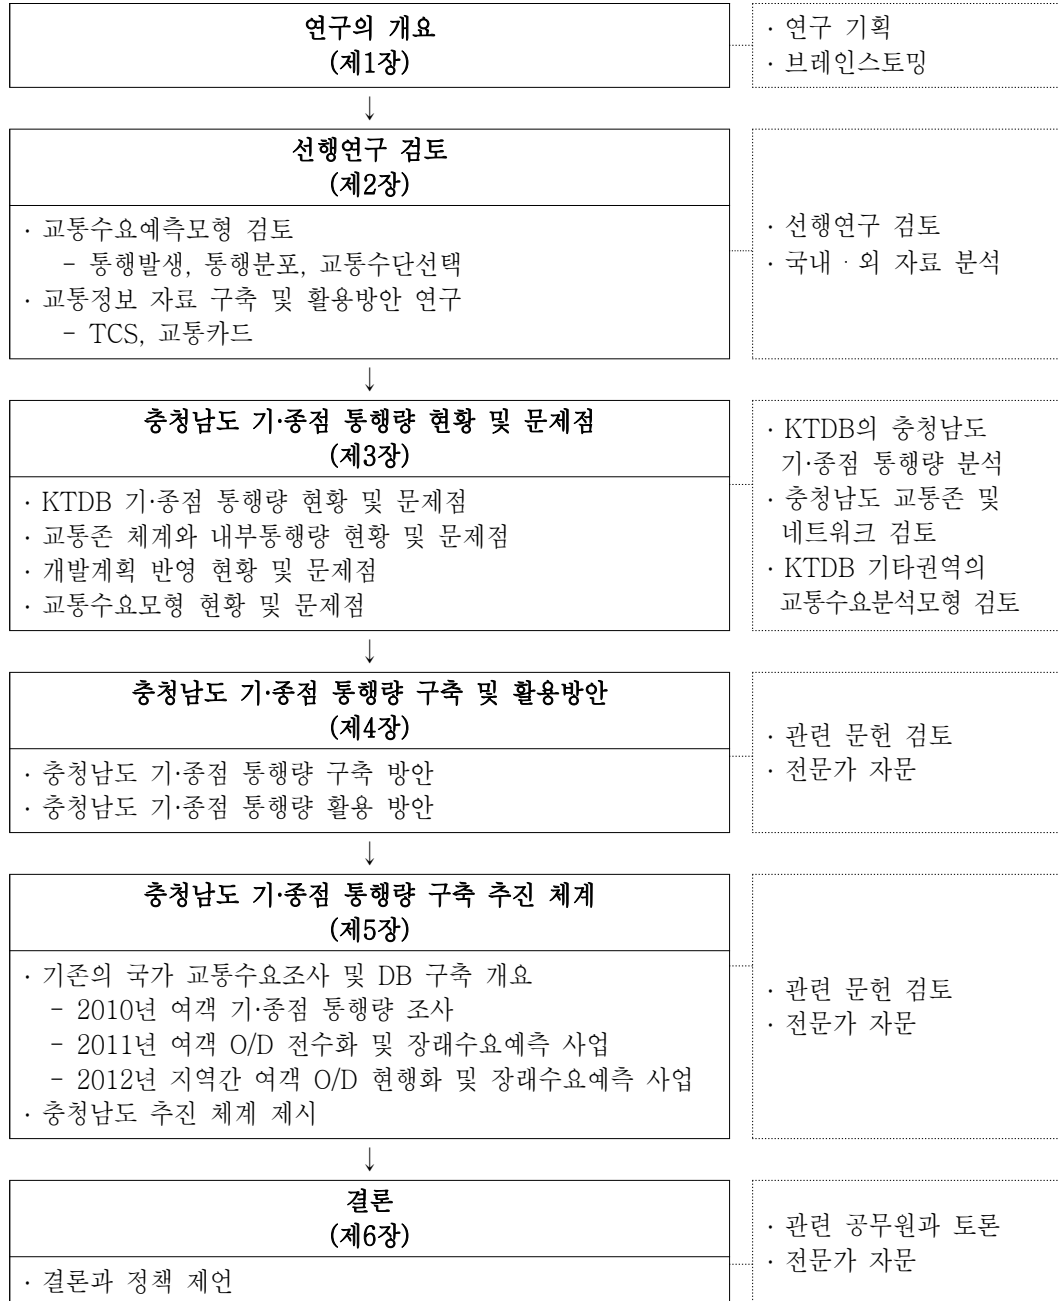 연구의 개요
(제1장)
· 연구 기획
· 브레인스토밍
↓
선행연구 검토
(제2장)
· 교통수요예측모형 검토
- 통행발생, 통행분포, 교통수단선택
· 교통정보 자료 구축 및 활용방안 연구
- TCS, 교통카드
· 선행연구 검토
· 국내 · 외 자료 분석
↓
충청남도 기·종점 통행량 현황 및 문제점
(제3장)
· KTDB 기·종점 통행량 현황 및 문제점
· 교통존 체계와 내부통행량 현황 및 문제점
· 개발계획 반영 현황 및 문제점
· 교통수요모형 현황 및 문제점
· KTDB의 충청남도
기·종점 통행량 분석
· 충청남도 교통존 및
네트워크 검토
· KTDB 기타권역의
교통수요분석모형 검토
↓
충청남도 기·종점 통행량 구축 및 활용방안
(제4장)
· 충청남도 기·종점 통행량 구축 방안
· 충청남도 기·종점 통행량 활용 방안
· 관련 문헌 검토
· 전문가 자문
↓
충청남도 기·종점 통행량 구축 추진 체계
(제5장)
· 기존의 국가 교통수요조사 및 DB 구축 개요
- 2010년 여객 기·종점 통행량 조사
- 2011년 여객 O/D 전수화 및 장래수요예측 사업
- 2012년 지역간 여객 O/D 현행화 및 장래수요예측 사업
· 충청남도 추진 체계 제시
· 관련 문헌 검토
· 전문가 자문
↓
결론
(제6장)
· 결론과 정책 제언
· 관련 공무원과 토론
· 전문가 자문